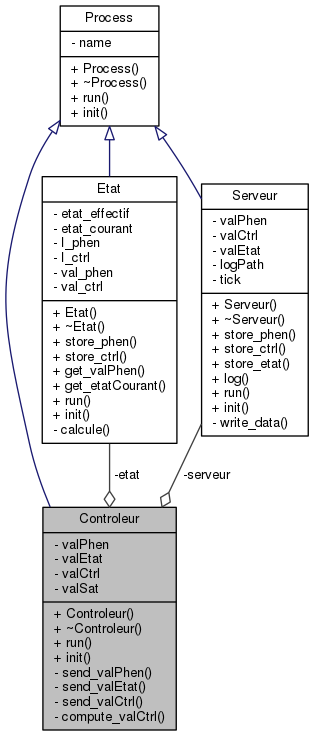 Process
- name
+ Process()
+ ~Process()
+ run()
+ init()
Etat
- etat_effectif
- etat_courant
- l_phen
- l_ctrl
- val_phen
- val_ctrl
+ Etat()
+ ~Etat()
+ store_phen()
+ store_ctrl()
+ get_valPhen()
+ get_etatCourant()
+ run()
+ init()
- calcule()
Serveur
- valPhen
- valCtrl
- valEtat
- logPath
- tick
+ Serveur()
+ ~Serveur()
+ store_phen()
+ store_ctrl()
+ store_etat()
+ log()
+ run()
+ init()
- write_data()
-etat
-serveur
Controleur
- valPhen
- valEtat
- valCtrl
- valSat
+ Controleur()
+ ~Controleur()
+ run()
+ init()
- send_valPhen()
- send_valEtat()
- send_valCtrl()
- compute_valCtrl()